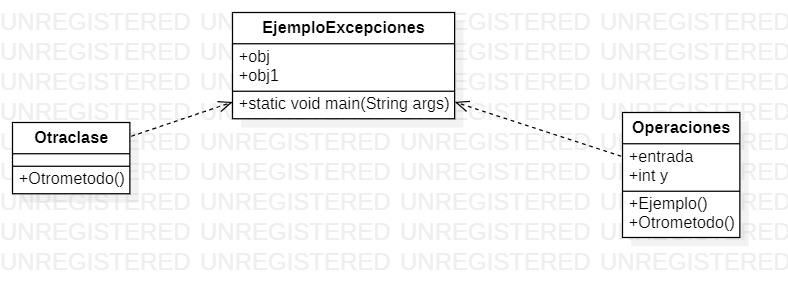 EjemploExcepciones
+obj
+obj1
+static void main(String args)
Otraclase
+Otrometodo()
Operaciones
+entrada
+int y
+Ejemplo()
+Otrometodo()
UNREGISTERED UNREGISTERED UNREGISTERED UNREGISTERED